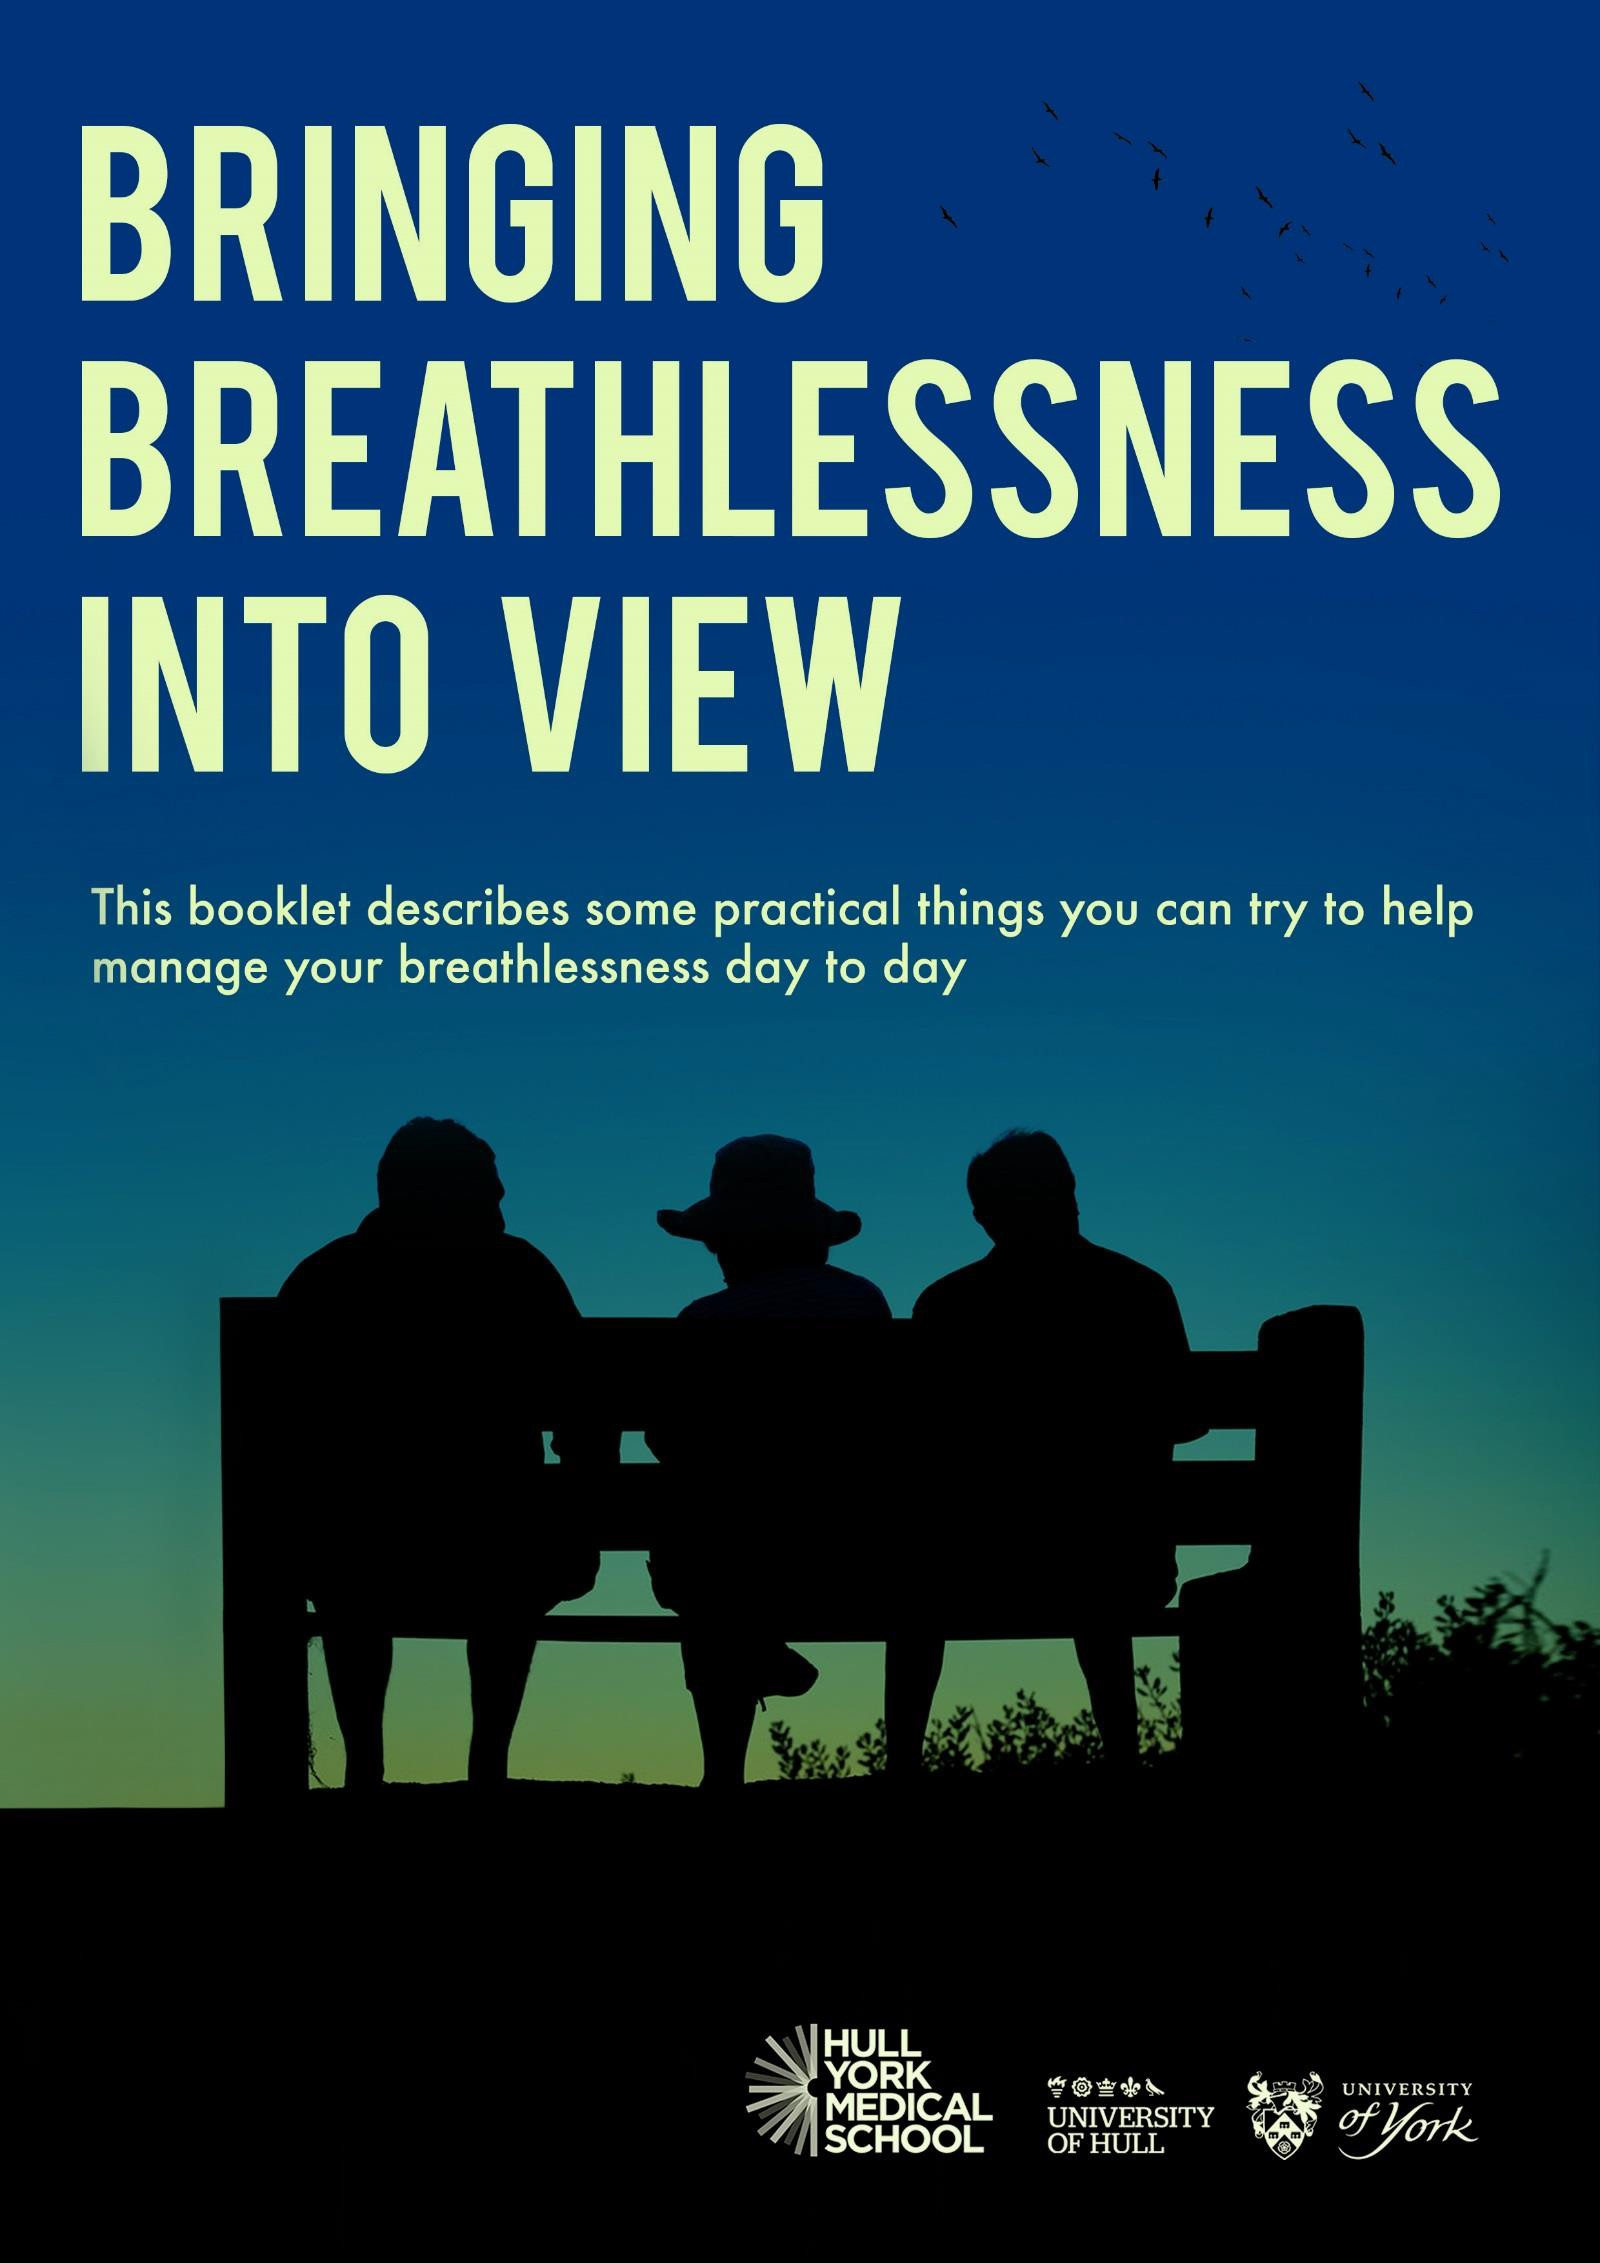 BRINGING
BREATHLESSNESS
INTO VIEW
This booklet describes some practical things you can try to help
manage your breathlessness day to day
HULL
YORK
MEDICAL
SCHOOL
UNIVERSITY
OF HULL
UNIVERSITY
of York